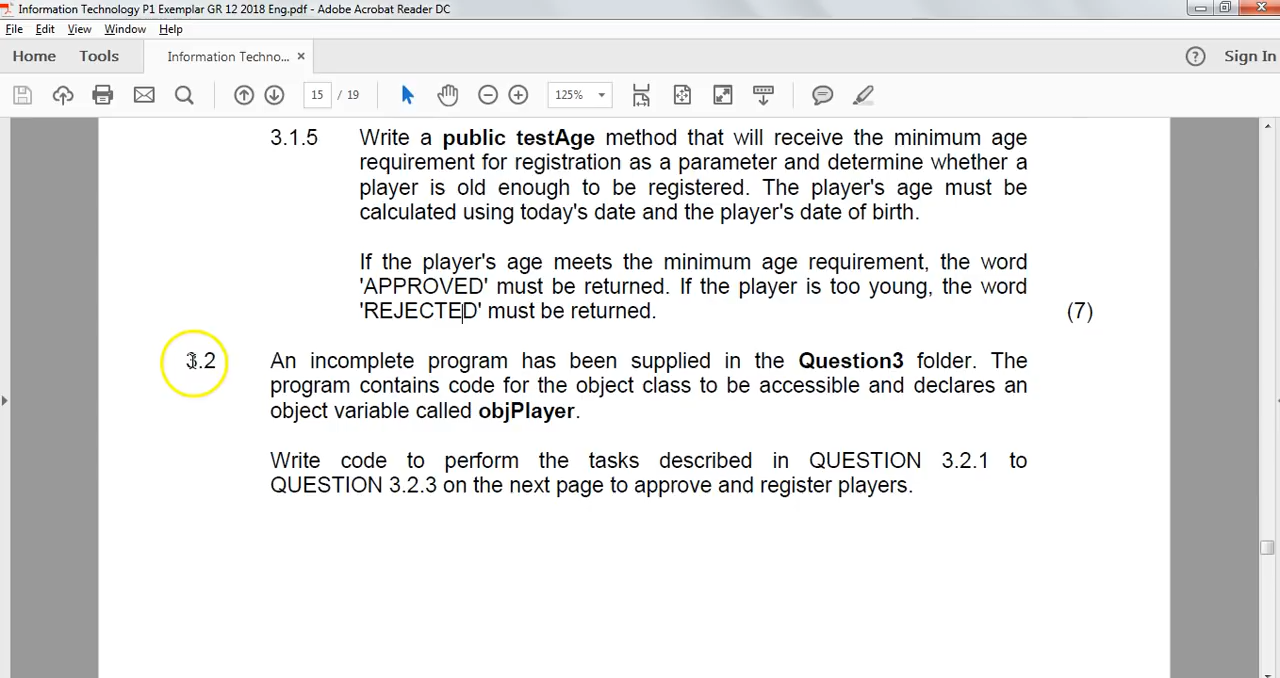 Information Technology P1 Exemplar GR 12 2018 Eng.pdf - Adobe Acrobat Reader DC
File Edit View Window Help
Home Tools Information Techno... × ? Sign In
15 / 19 125%
3.1.5 Write a public testAge method that will receive the minimum age
requirement for registration as a parameter and determine whether a
player is old enough to be registered. The player's age must be
calculated using today's date and the player's date of birth.
If the player's age meets the minimum age requirement, the word
'APPROVED' must be returned. If the player is too young, the word
'REJECTED' must be returned. (7)
3.2 An incomplete program has been supplied in the Question3 folder. The
program contains code for the object class to be accessible and declares an
object variable called objPlayer.
Write code to perform the tasks described in QUESTION 3.2.1 to
QUESTION 3.2.3 on the next page to approve and register players.